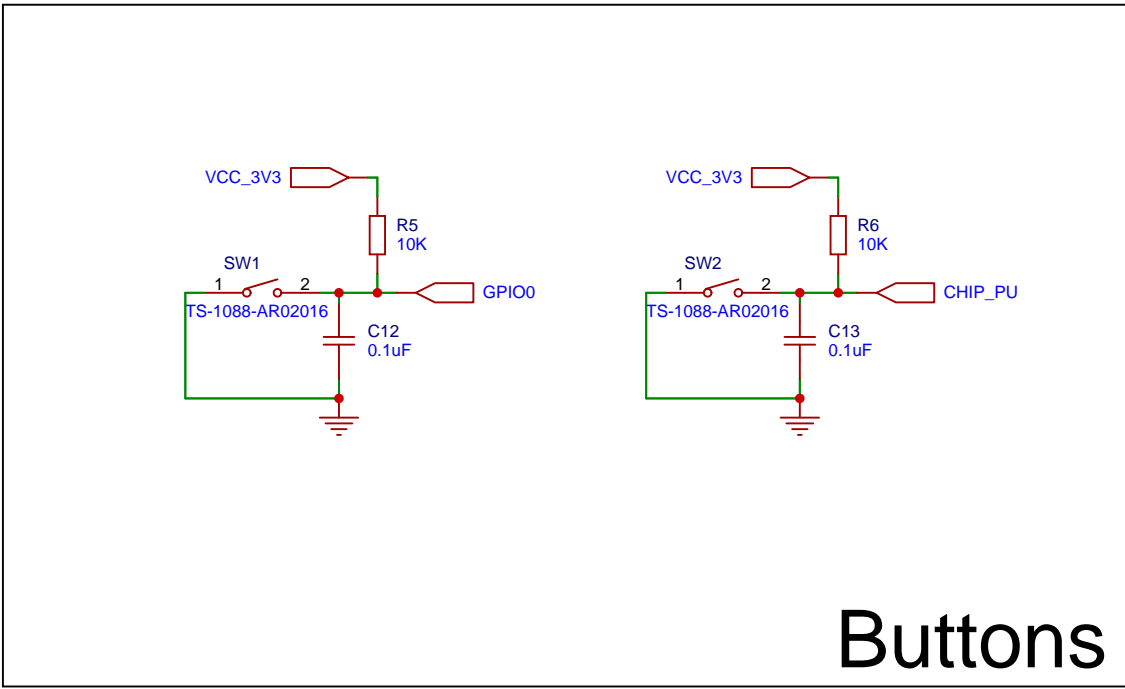 VCC_3V3
R5
10K
SW1
1
2
TS-1088-AR02016
GPIO0
C12
0.1uF
VCC_3V3
R6
10K
SW2
1
2
TS-1088-AR02016
CHIP_PU
C13
0.1uF
Buttons